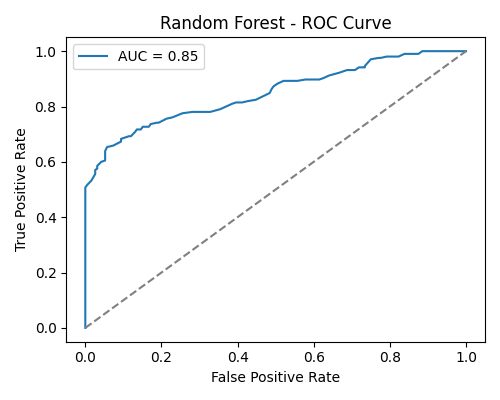 Random Forest - ROC Curve
AUC = 0.85
True Positive Rate
1.0
0.8
0.6
0.4
0.2
0.0
0.0 0.2 0.4 0.6 0.8 1.0
False Positive Rate